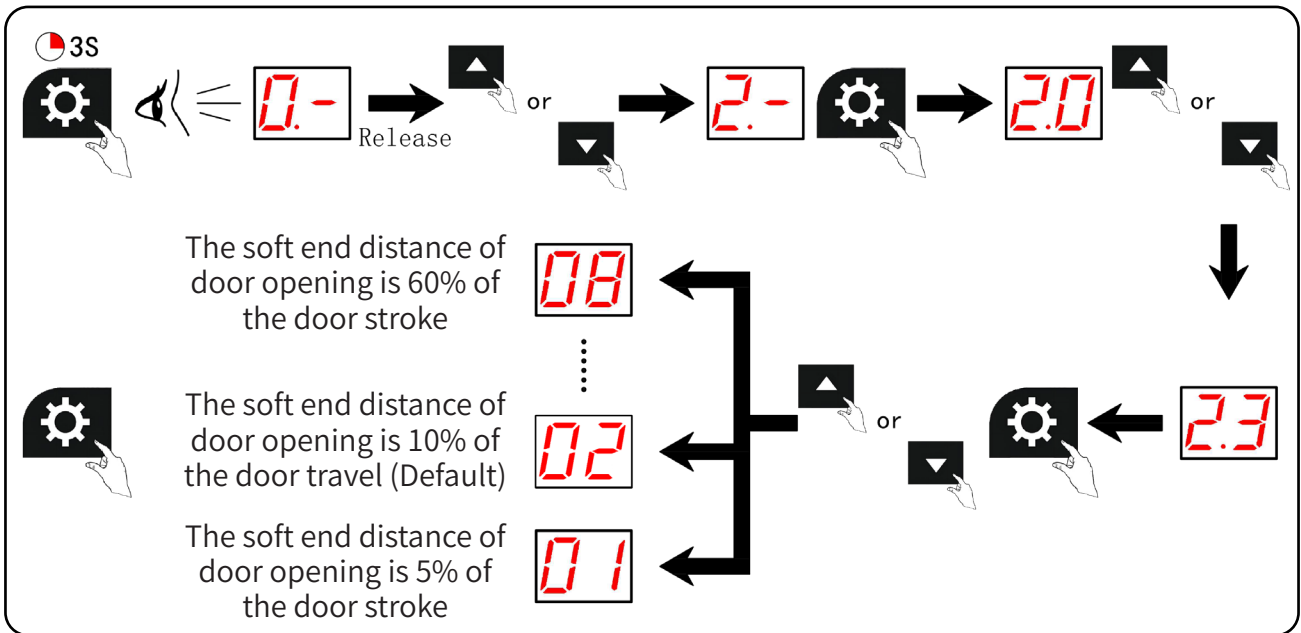 3S
0.-
Release
or
2.-
2.0
or
The soft end distance of
door opening is 60% of
the door stroke
08
The soft end distance of
door opening is 10% of
the door travel (Default)
02
or
2.3
The soft end distance of
door opening is 5% of
the door stroke
01